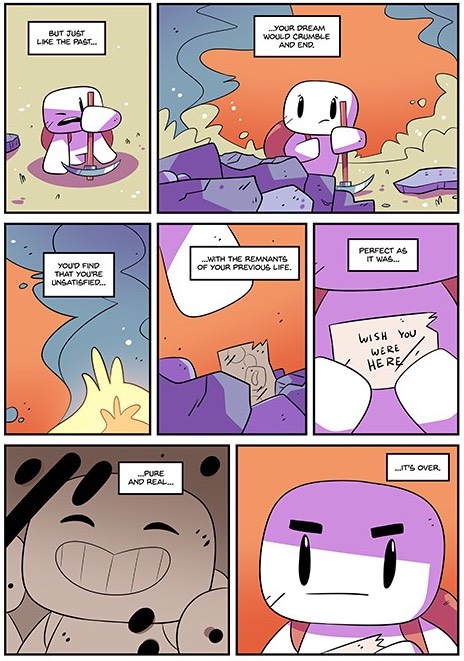 BUT JUST
LIKE THE PAST...
...YOUR DREAM
WOULD CRUMBLE
AND END.
YOU'D FIND
THAT YOU'RE
UNSATISFIED...
...WITH THE REMNANTS
OF YOUR PREVIOUS LIFE.
PERFECT AS
IT WAS...
WISH YOU
WERE
HERE
...PURE
AND REAL...
...IT'S OVER.